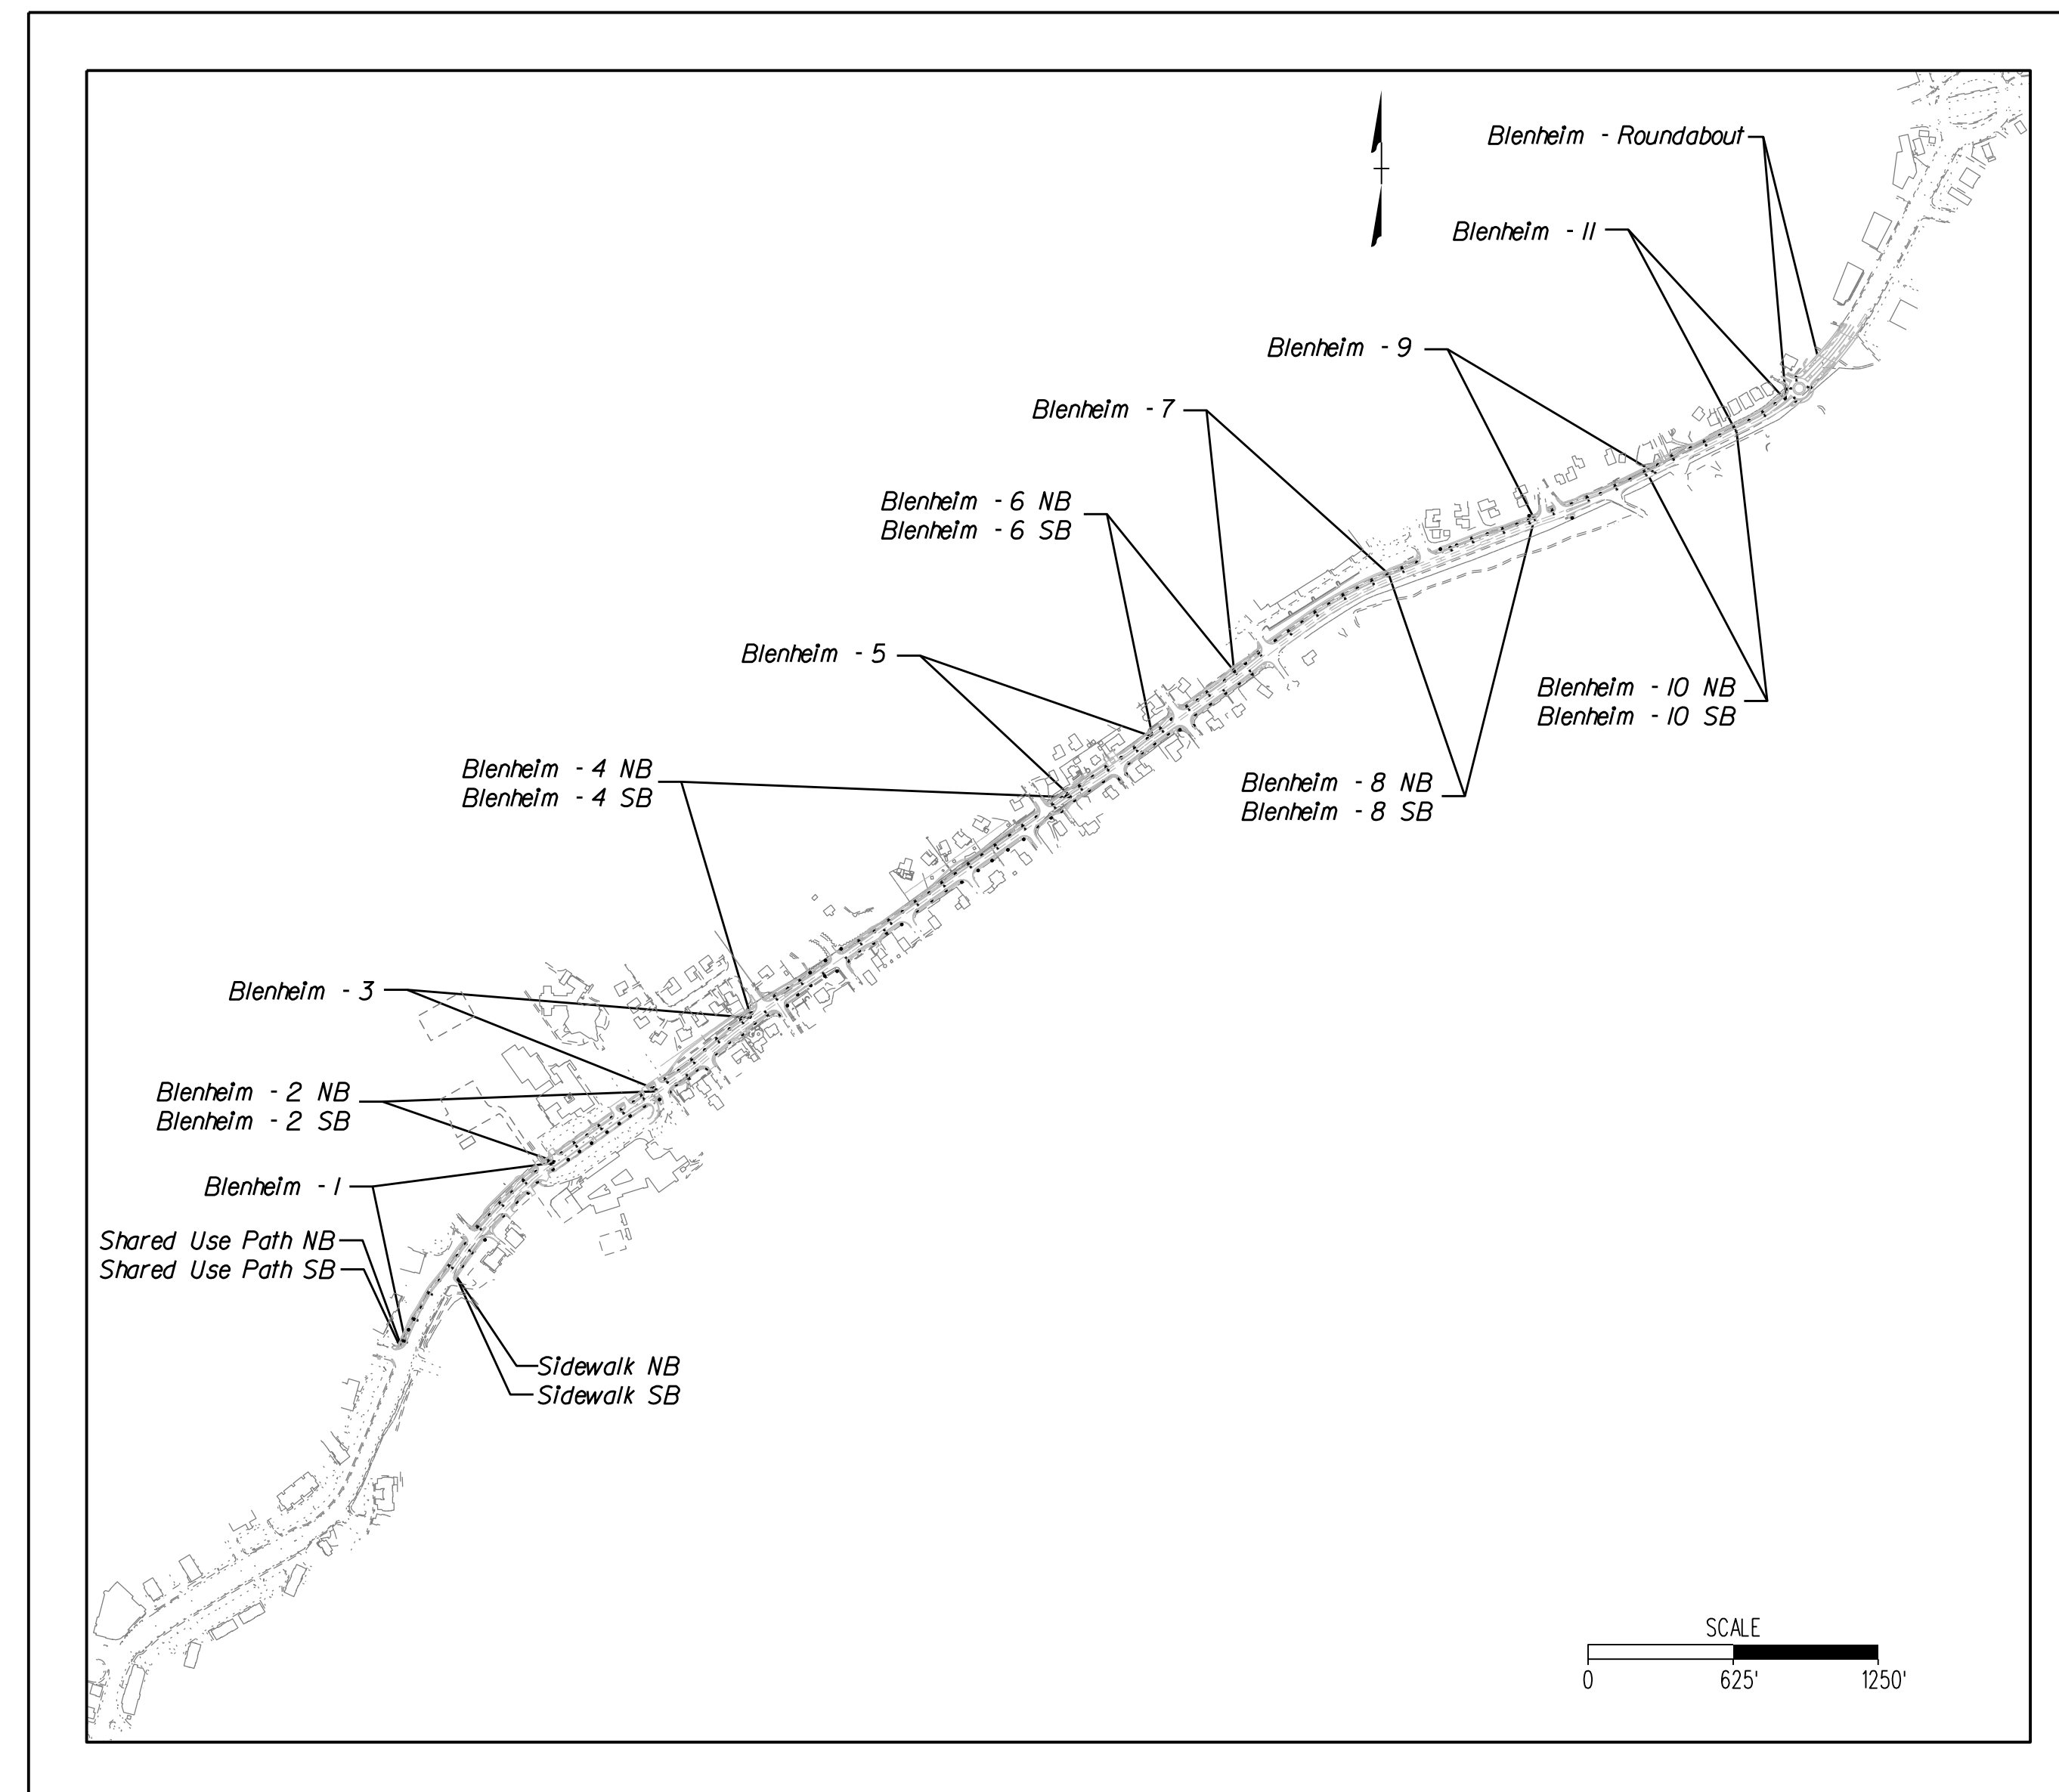 Blenheim - Roundabout
Blenheim - 11
Blenheim - 9
Blenheim - 7
Blenheim - 6 NB
Blenheim - 6 SB
Blenheim - 5
Blenheim - 10 NB
Blenheim - 10 SB
Blenheim - 4 NB
Blenheim - 4 SB
Blenheim - 8 NB
Blenheim - 8 SB
Blenheim - 3
Blenheim - 2 NB
Blenheim - 2 SB
Blenheim - 1
Shared Use Path NB
Shared Use Path SB
Sidewalk NB
Sidewalk SB
SCALE
0 625' 1250'